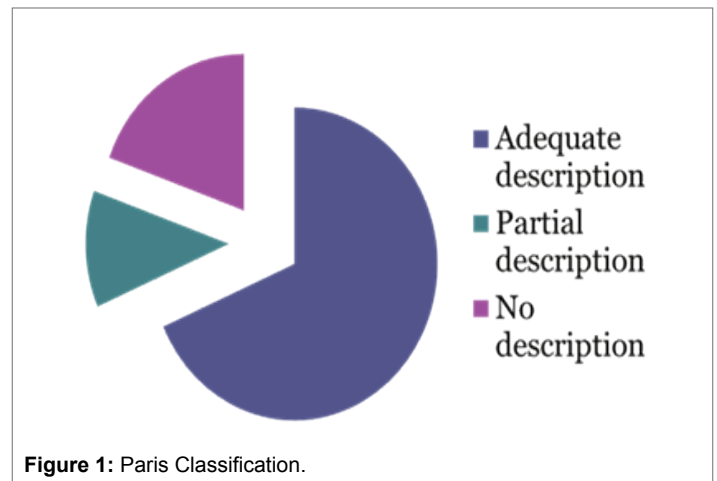 Adequate
description
Partial
description
No
description
Figure 1: Paris Classification.